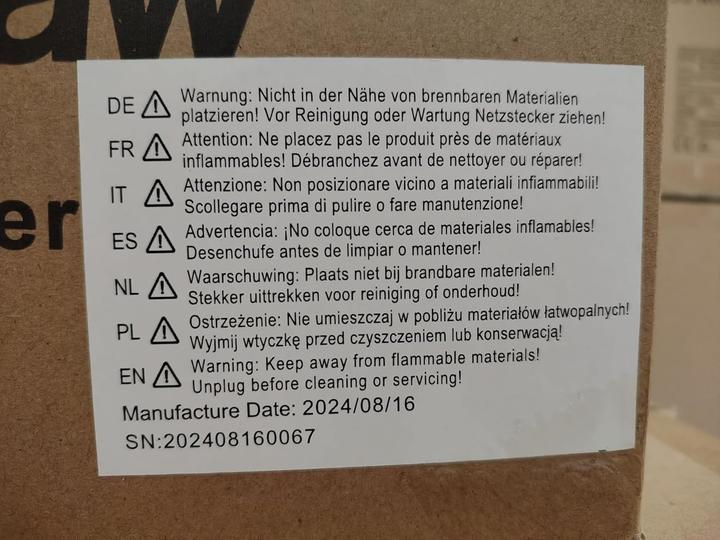 aw
er
DE ⚠ Warnung: Nicht in der Nähe von brennbaren Materialien
platzieren! Vor Reinigung oder Wartung Netzstecker ziehen!
FR ⚠ Attention: Ne placez pas le produit près de matériaux
inflammables! Débranchez avant de nettoyer ou réparer!
IT ⚠ Attenzione: Non posizionare vicino a materiali infiammabili!
Scollegare prima di pulire o fare manutenzione!
ES ⚠ Advertencia: ¡No coloque cerca de materiales inflamables!
Desenchufe antes de limpiar o mantener!
NL ⚠ Waarschuwing: Plaats niet bij brandbare materialen!
Stekker uittrekken voor reiniging of onderhoud!
PL ⚠ Ostrzeżenie: Nie umieszczaj w pobliżu materiałów łatwopalnych!
Wyjmij wtyczkę przed czyszczeniem lub konserwacją!
EN ⚠ Warning: Keep away from flammable materials!
Unplug before cleaning or servicing!
Manufacture Date: 2024/08/16
SN:202408160067